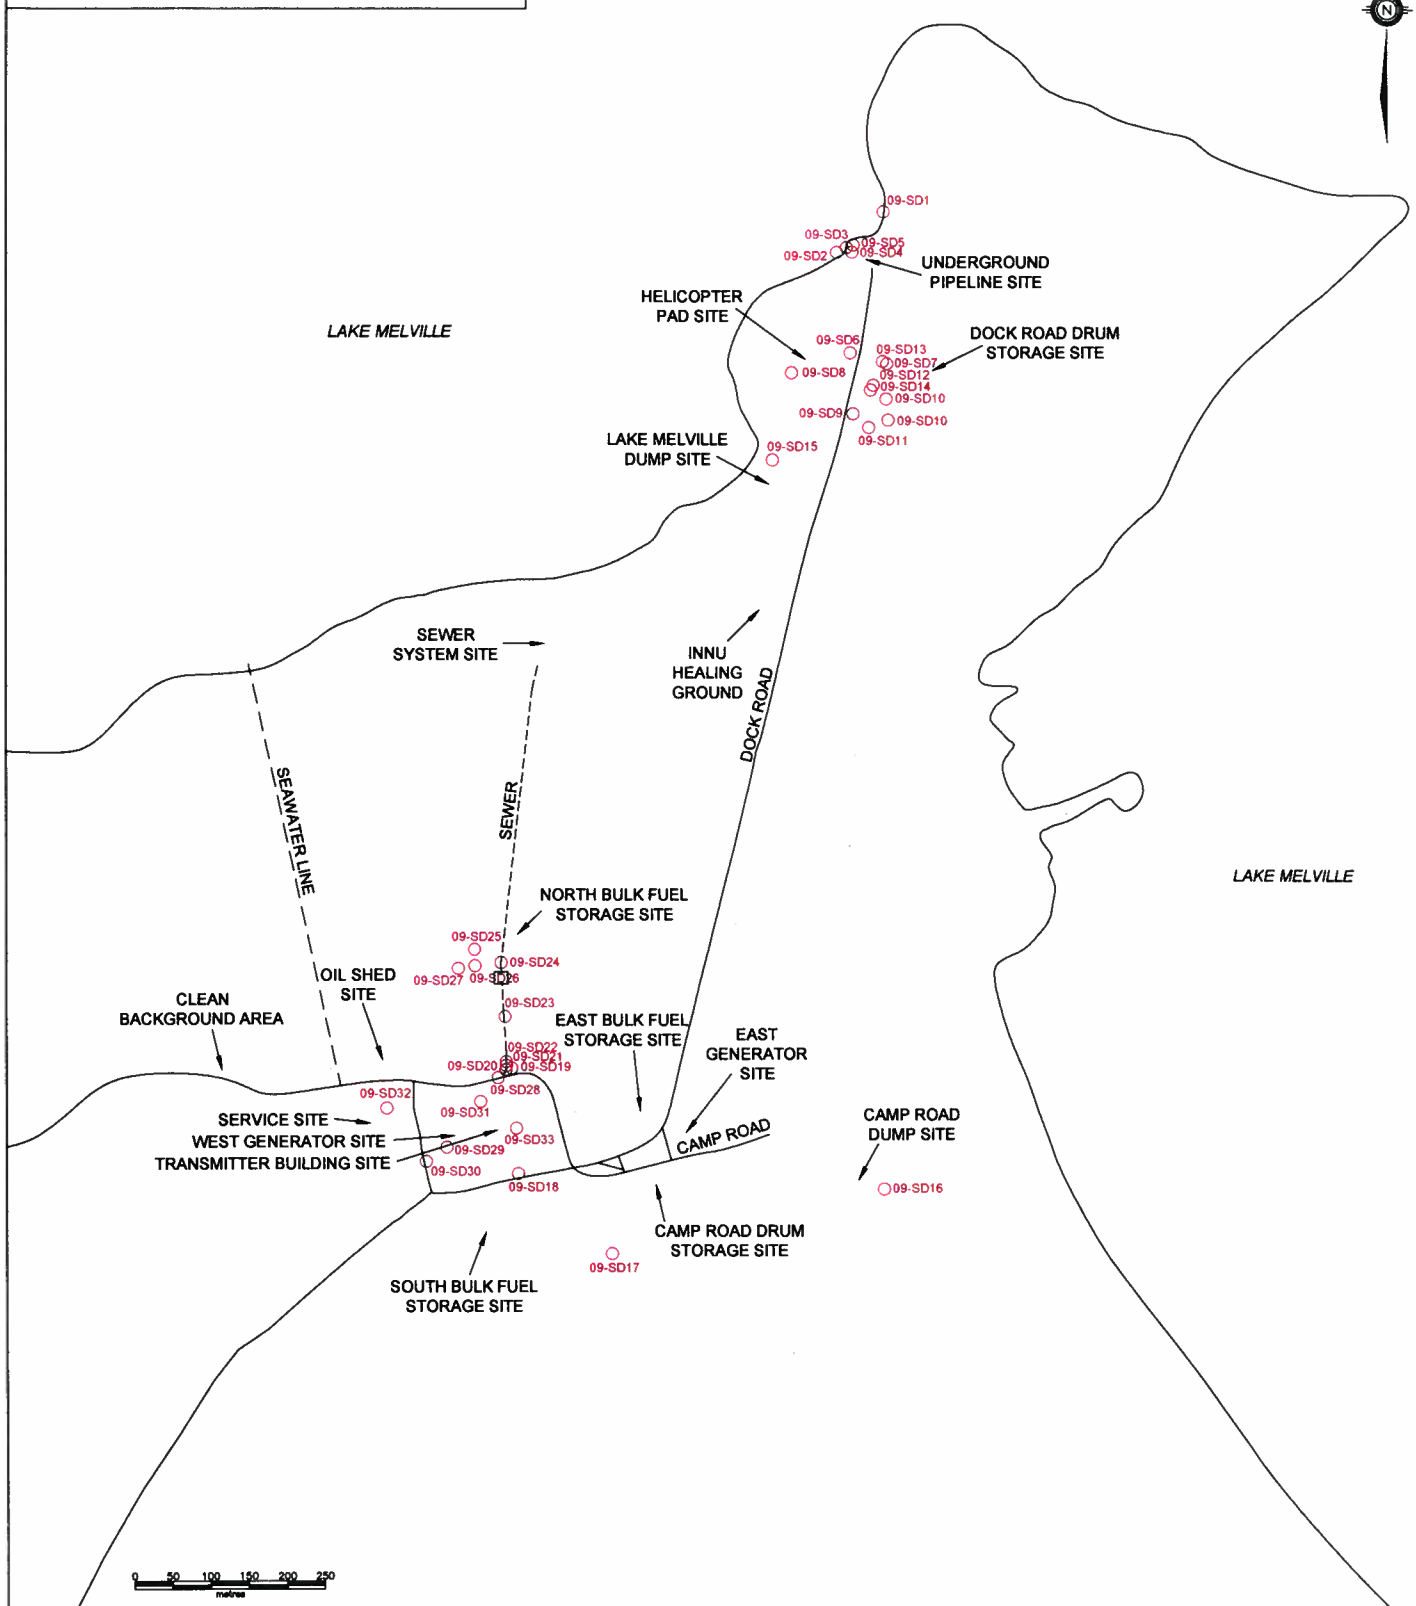 N
09-SD1
09-SD3
09-SD5
09-SD2
09-SD4
UNDERGROUND
PIPELINE SITE
HELICOPTER
PAD SITE
LAKE MELVILLE
DOCK ROAD DRUM
STORAGE SITE
09-SD6
09-SD13
09-SD7
09-SD8
09-SD12
09-SD14
09-SD10
09-SD9
09-SD10
09-SD11
LAKE MELVILLE
DUMP SITE
09-SD15
SEWER
SYSTEM SITE
INNU
HEALING
GROUND
DOCK ROAD
SEAWATER LINE
SEWER
LAKE MELVILLE
NORTH BULK FUEL
STORAGE SITE
09-SD25
09-SD24
09-SD27
09-SD26
OIL SHED
SITE
CLEAN
BACKGROUND AREA
09-SD23
EAST BULK FUEL
STORAGE SITE
EAST
GENERATOR
SITE
09-SD22
09-SD21
09-SD20
09-SD19
09-SD28
09-SD32
09-SD31
SERVICE SITE
WEST GENERATOR SITE
TRANSMITTER BUILDING SITE
09-SD33
09-SD29
09-SD30
09-SD18
CAMP ROAD
CAMP ROAD
DUMP SITE
09-SD16
CAMP ROAD DRUM
STORAGE SITE
09-SD17
SOUTH BULK FUEL
STORAGE SITE
0 50 100 150 200 250
metres